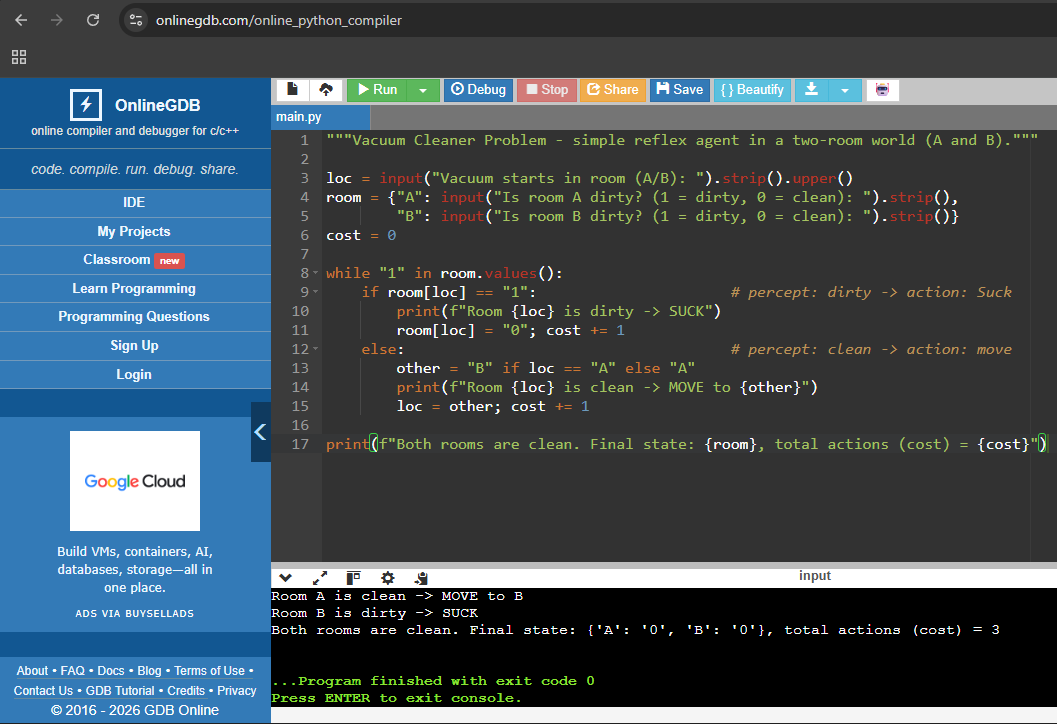 onlinegdb.com/online_python_compiler
OnlineGDB
online compiler and debugger for c/c++
code. compile. run. debug. share.
IDE
My Projects
Classroom new
Learn Programming
Programming Questions
Sign Up
Login
Google Cloud
Build VMs, containers, AI,
databases, storage—all in
one place.
ADS VIA BUYSELLADS
About • FAQ • Docs • Blog • Terms of Use •
Contact Us • GDB Tutorial • Credits • Privacy
© 2016 - 2026 GDB Online
Run Debug Stop Share Save { } Beautify
main.py
1 """Vacuum Cleaner Problem - simple reflex agent in a two-room world (A and B)."""
2
3 loc = input("Vacuum starts in room (A/B): ").strip().upper()
4 room = {"A": input("Is room A dirty? (1 = dirty, 0 = clean): ").strip(),
5         "B": input("Is room B dirty? (1 = dirty, 0 = clean): ").strip()}
6 cost = 0
7
8 while "1" in room.values():
9     if room[loc] == "1":                      # percept: dirty -> action: Suck
10         print(f"Room {loc} is dirty -> SUCK")
11         room[loc] = "0"; cost += 1
12     else:                                     # percept: clean -> action: move
13         other = "B" if loc == "A" else "A"
14         print(f"Room {loc} is clean -> MOVE to {other}")
15         loc = other; cost += 1
16
17 print(f"Both rooms are clean. Final state: {room}, total actions (cost) = {cost}")
input
Room A is clean -> MOVE to B
Room B is dirty -> SUCK
Both rooms are clean. Final state: {'A': '0', 'B': '0'}, total actions (cost) = 3
...Program finished with exit code 0
Press ENTER to exit console.